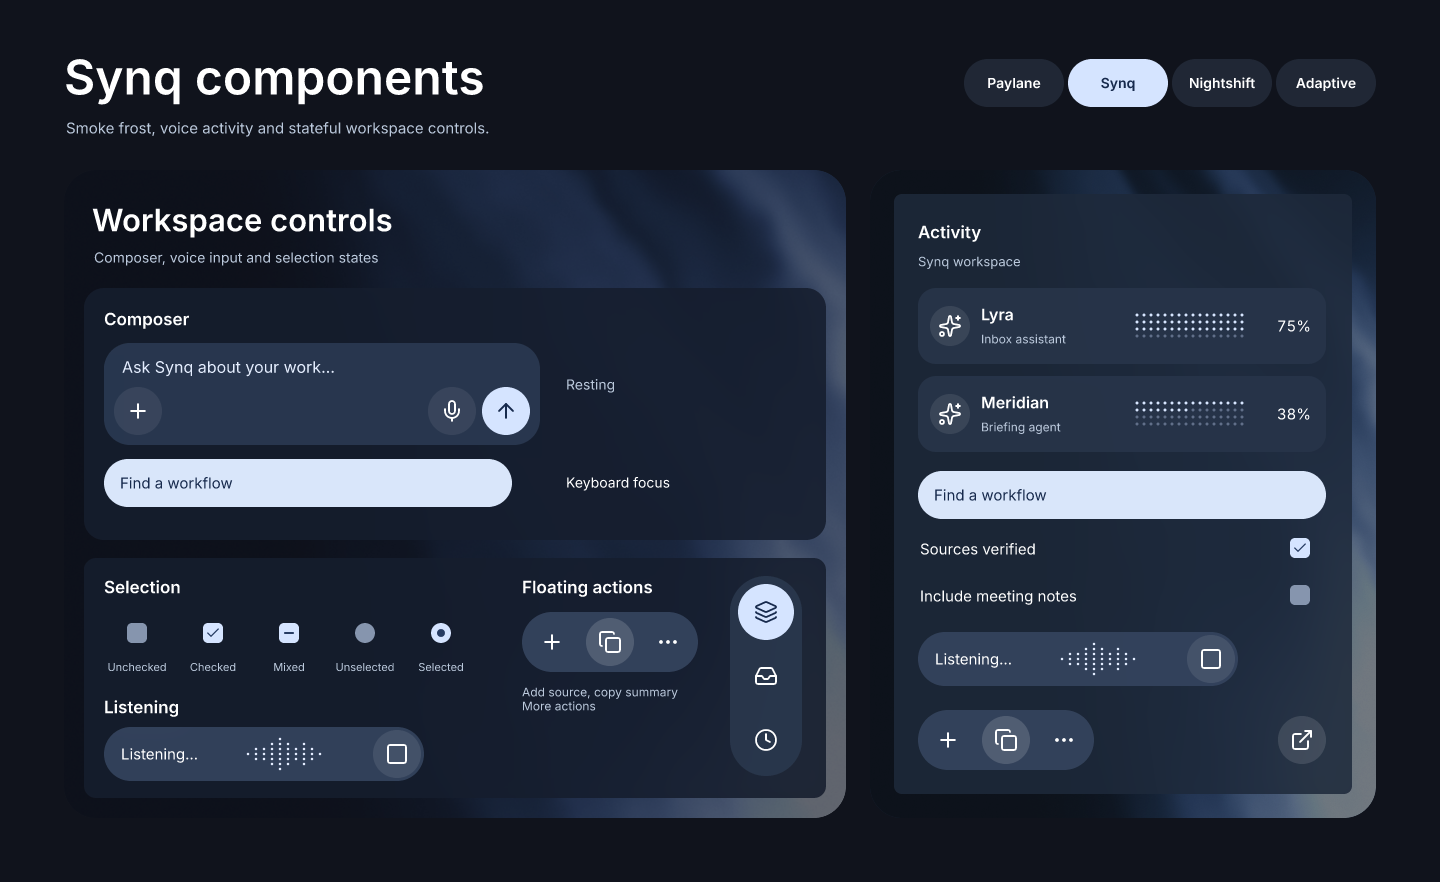 Synq components
Smoke frost, voice activity and stateful workspace controls.
Paylane
Synq
Nightshift
Adaptive
Workspace controls
Composer, voice input and selection states
Composer
Ask Synq about your work...
Resting
Find a workflow
Keyboard focus
Selection
Unchecked
Checked
Mixed
Unselected
Selected
Listening
Listening...
Floating actions
Add source, copy summary
More actions
Activity
Synq workspace
Lyra
Inbox assistant
75%
Meridian
Briefing agent
38%
Find a workflow
Sources verified
Include meeting notes
Listening...